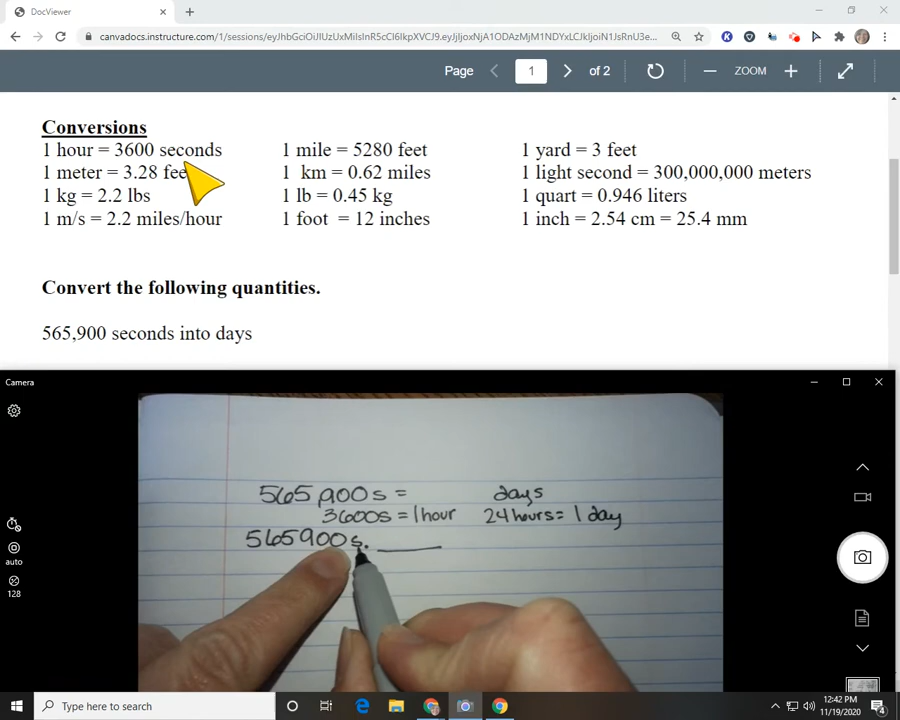 DocViewer
canvadocs.instructure.com/1/sessions/eyJhbGciOiJIUzUxMiIsInR5cCI6IkpXVCJ9.eyJjIjoxNjA2ODAzMjM1NDYxLCJkIjoiN1JsRnU3e...
Page 1 of 2 ZOOM
Conversions
1 hour = 3600 seconds 1 mile = 5280 feet 1 yard = 3 feet
1 meter = 3.28 fee 1 km = 0.62 miles 1 light second = 300,000,000 meters
1 kg = 2.2 lbs 1 lb = 0.45 kg 1 quart = 0.946 liters
1 m/s = 2.2 miles/hour 1 foot = 12 inches 1 inch = 2.54 cm = 25.4 mm
Convert the following quantities.
565,900 seconds into days
Camera
565,900s = days
3600s = 1 hour 24 hours = 1 day
565900s.
auto
128
Type here to search
12:42 PM
11/19/2020
4